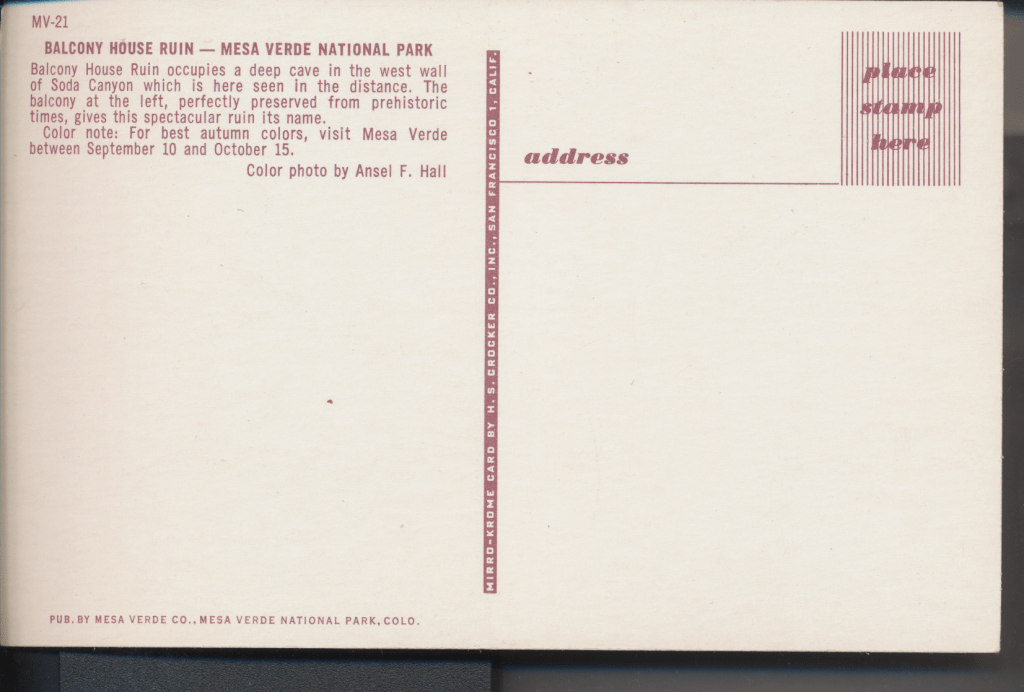 MV-21
BALCONY HOUSE RUIN — MESA VERDE NATIONAL PARK
Balcony House Ruin occupies a deep cave in the west wall
of Soda Canyon which is here seen in the distance. The
balcony at the left, perfectly preserved from prehistoric
times, gives this spectacular ruin its name.
Color note: For best autumn colors, visit Mesa Verde
between September 10 and October 15.
Color photo by Ansel F. Hall
PUB. BY MESA VERDE CO., MESA VERDE NATIONAL PARK, COLO.
MIRRO-KROME CARD BY H. S. CROCKER CO., INC., SAN FRANCISCO 1, CALIF.
address
place
stamp
here